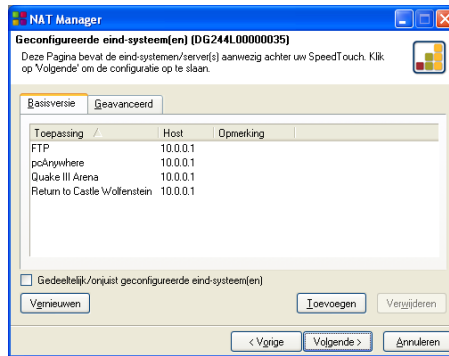 NAT Manager
Geconfigureerde eind-systeem(en) (DG244L00000035)
Deze Pagina bevat de eind-systemen/server(s) aanwezig achter uw SpeedTouch. Klik
op 'Volgende' om de configuratie op te slaan.
Basisversie Geavanceerd
Toepassing Host Opmerking
FTP 10.0.0.1
pcAnywhere 10.0.0.1
Quake III Arena 10.0.0.1
Return to Castle Wolfenstein 10.0.0.1
Gedeeltelijk/onjuist geconfigureerde eind-systeem(en)
Vernieuwen Toevoegen Verwijderen
< Vorige Volgende > Annuleren